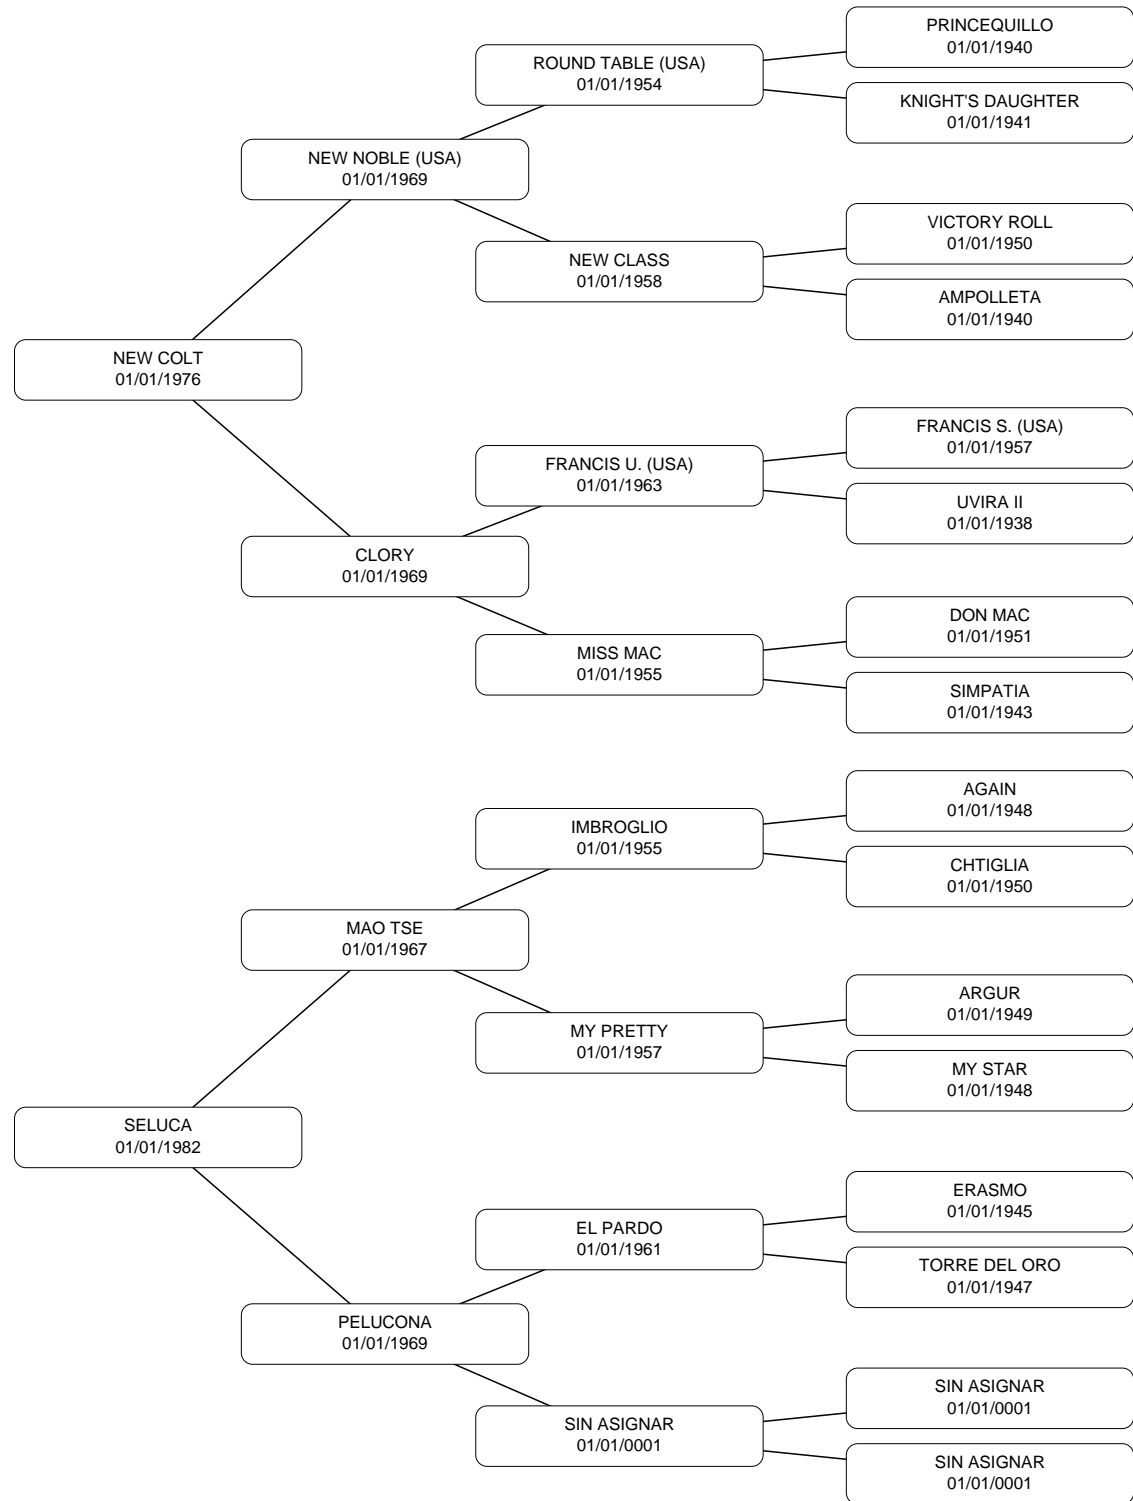 PRINCEQUILLO
01/01/1940
ROUND TABLE (USA)
01/01/1954
KNIGHT'S DAUGHTER
01/01/1941
NEW NOBLE (USA)
01/01/1969
VICTORY ROLL
01/01/1950
NEW CLASS
01/01/1958
AMPOLLETA
01/01/1940
NEW COLT
01/01/1976
FRANCIS S. (USA)
01/01/1957
FRANCIS U. (USA)
01/01/1963
UVIRA II
01/01/1938
CLORY
01/01/1969
DON MAC
01/01/1951
MISS MAC
01/01/1955
SIMPATIA
01/01/1943
AGAIN
01/01/1948
IMBROGLIO
01/01/1955
CHTIGLIA
01/01/1950
MAO TSE
01/01/1967
ARGUR
01/01/1949
MY PRETTY
01/01/1957
MY STAR
01/01/1948
SELUCA
01/01/1982
ERASMO
01/01/1945
EL PARDO
01/01/1961
TORRE DEL ORO
01/01/1947
PELUCONA
01/01/1969
SIN ASIGNAR
01/01/0001
SIN ASIGNAR
01/01/0001
SIN ASIGNAR
01/01/0001